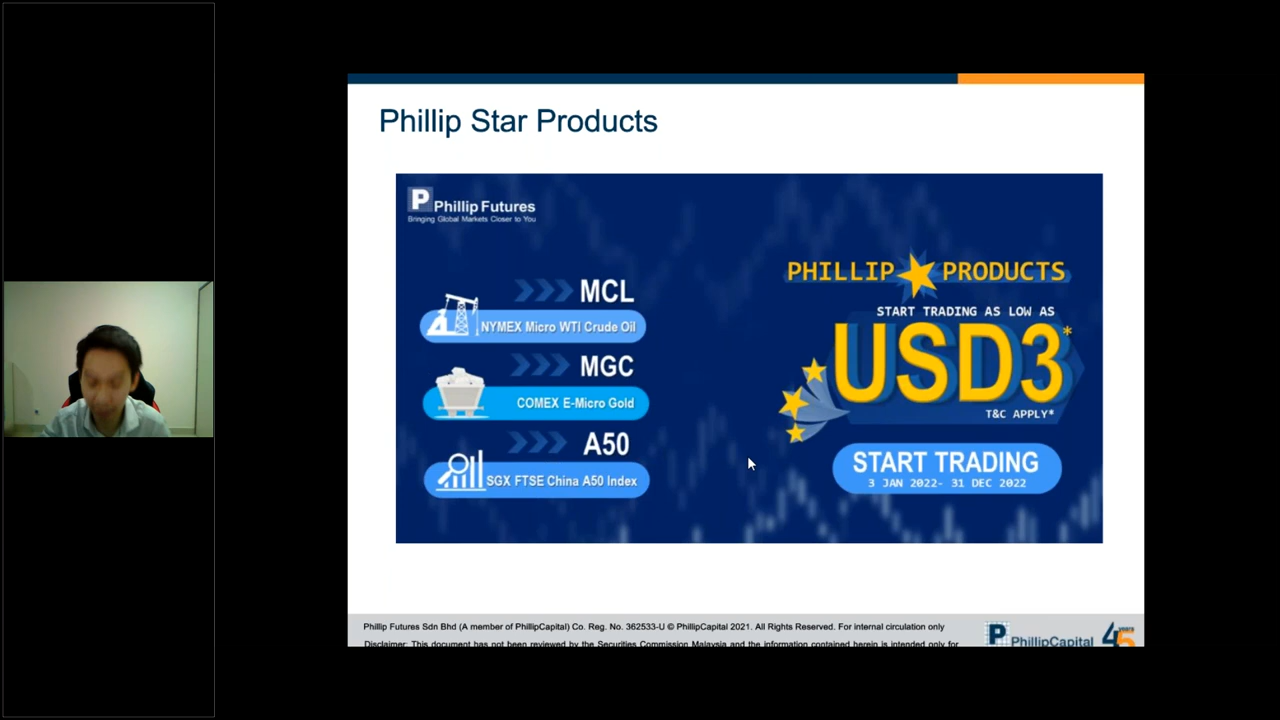 Phillip Star Products
P Phillip Futures
Bringing Global Markets Closer to You
MCL
NYMEX Micro WTI Crude Oil
MGC
COMEX E-Micro Gold
A50
SGX FTSE China A50 Index
PHILLIP PRODUCTS
START TRADING AS LOW AS
USD3*
T&C APPLY*
START TRADING
3 JAN 2022- 31 DEC 2022
Phillip Futures Sdn Bhd (A member of PhillipCapital) Co. Reg. No. 362533-U © PhillipCapital 2021. All Rights Reserved. For internal circulation only
Disclaimer: This document has not been reviewed by the Securities Commission Malaysia and the information contained herein is intended only for
P PhillipCapital
45 years